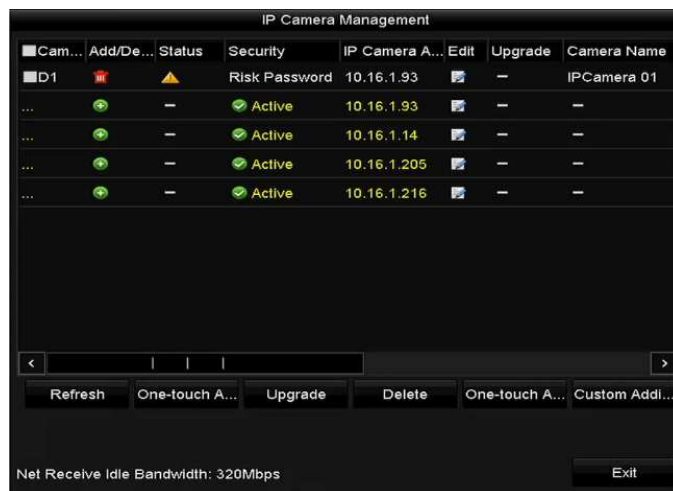 IP Camera Management
Cam... Add/De... Status Security IP Camera A... Edit Upgrade Camera Name
D1 Risk Password 10.16.1.93 – IPCamera 01
... – Active 10.16.1.93 – –
... – Active 10.16.1.14 – –
... – Active 10.16.1.205 – –
... – Active 10.16.1.216 – –
Refresh One-touch A... Upgrade Delete One-touch A... Custom Addi...
Net Receive Idle Bandwidth: 320Mbps Exit